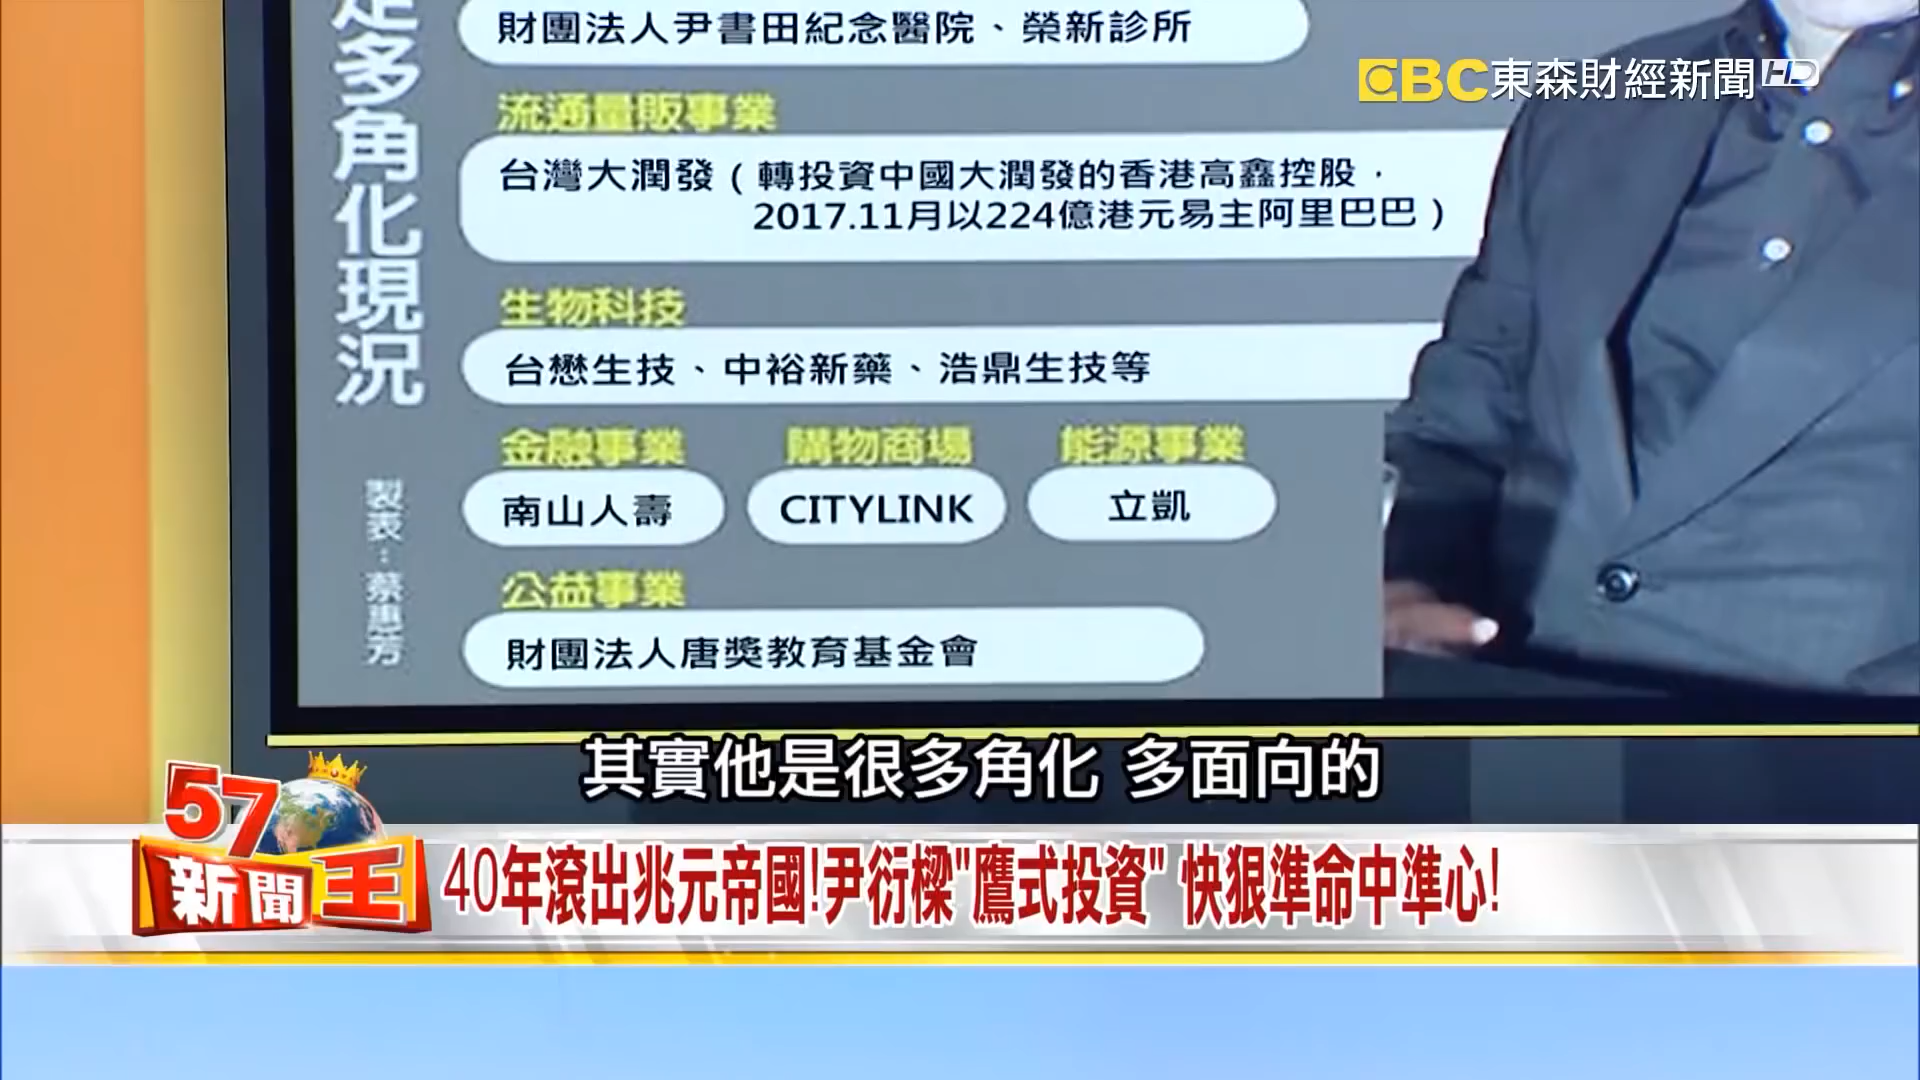 財團法人尹書田紀念醫院、榮新診所
EBC東森財經新聞HD
流通量販事業
台灣大潤發（轉投資中國大潤發的香港高鑫控股，
2017.11月以224億港元易主阿里巴巴）
生物科技
台懋生技、中裕新藥、浩鼎生技等
金融事業 購物商場 能源事業
南山人壽 CITYLINK 立凱
公益事業
財團法人唐獎教育基金會
多角化現況
製表：蔡惠芳
其實他是很多角化 多面向的
57
新聞王
40年滾出兆元帝國!尹衍樑"鷹式投資" 快狠準命中準心!